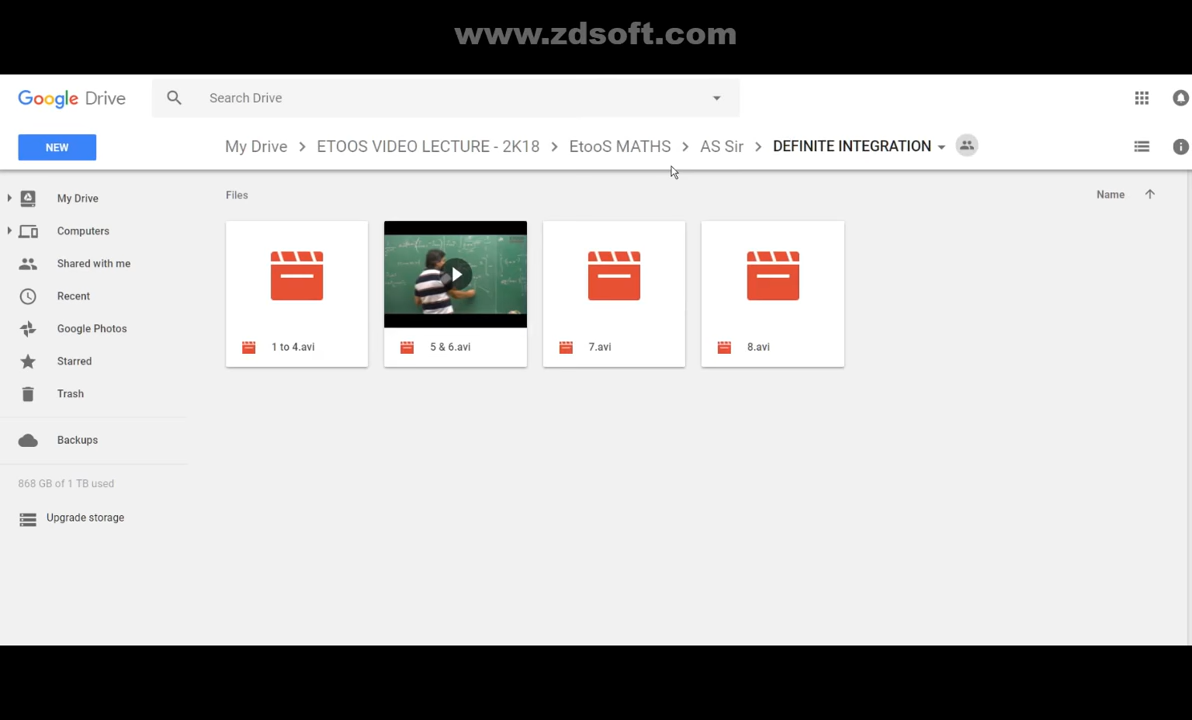 www.zdsoft.com
Google Drive
Search Drive
NEW
My Drive > ETOOS VIDEO LECTURE - 2K18 > EtooS MATHS > AS Sir > DEFINITE INTEGRATION
My Drive
Computers
Shared with me
Recent
Google Photos
Starred
Trash
Backups
868 GB of 1 TB used
Upgrade storage
Files
Name
1 to 4.avi
5 & 6.avi
7.avi
8.avi